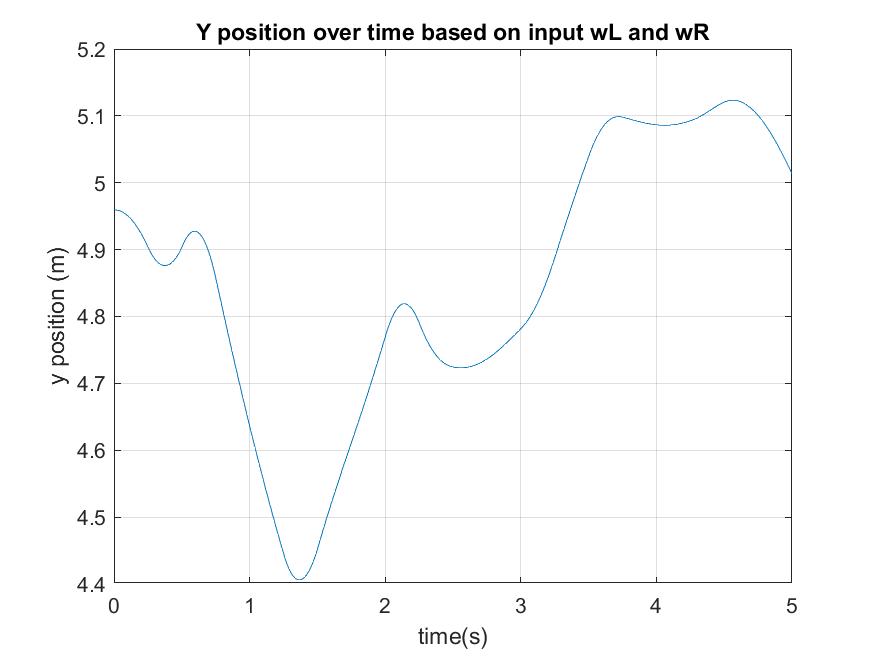 Y position over time based on input wL and wR
5.2
5.1
5
4.9
4.8
4.7
4.6
4.5
4.4
y position (m)
0 1 2 3 4 5
time(s)